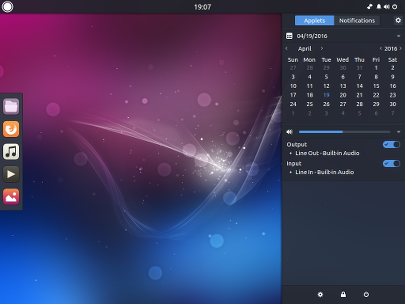 19:07
Applets Notifications
04/19/2016
April 2016
Sun Mon Tue Wed Thu Fri Sat
27 28 29 30 31 1 2
3 4 5 6 7 8 9
10 11 12 13 14 15 16
17 18 19 20 21 22 23
24 25 26 27 28 29 30
1 2 3 4 5 6 7
Output
• Line Out - Built-in Audio
Input
• Line In - Built-in Audio